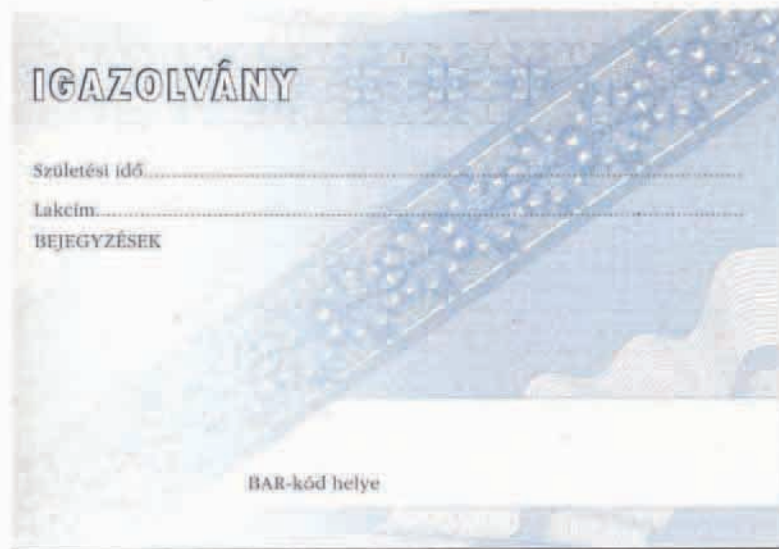 IGAZOLVÁNY
Születési idő
Lakcím
BEJEGYZÉSEK
BAR-kód helye